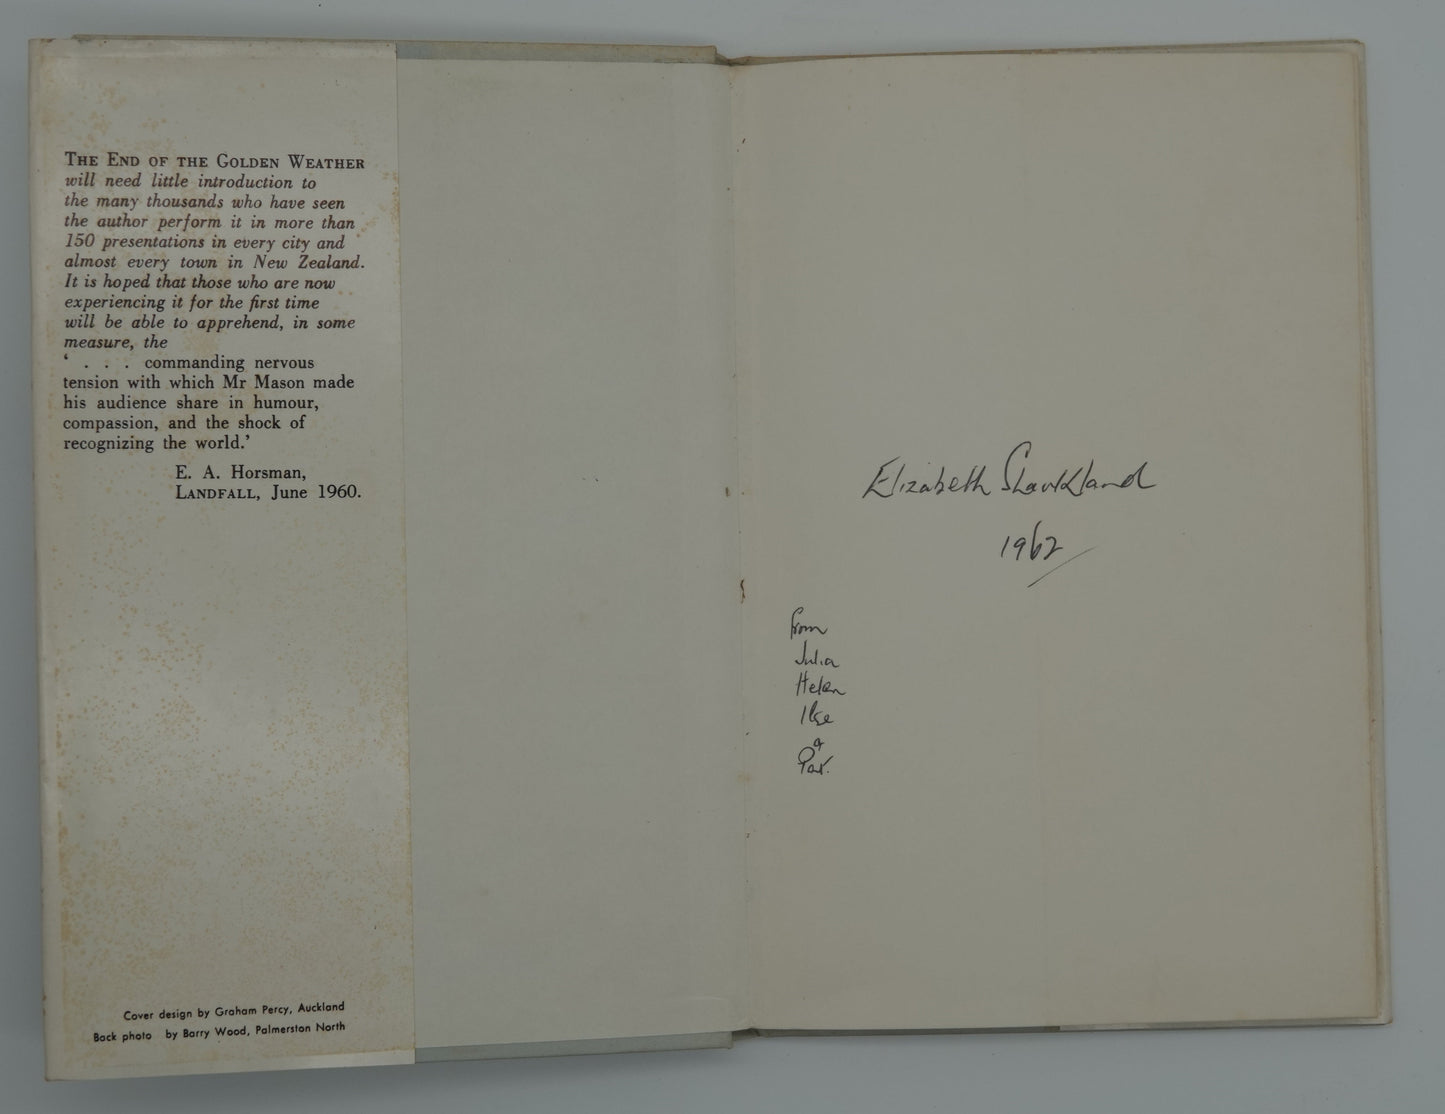 THE END OF THE GOLDEN WEATHER
will need little introduction to
the many thousands who have seen
the author perform it in more than
150 presentations in every city and
almost every town in New Zealand.
It is hoped that those who are now
experiencing it for the first time
will be able to apprehend, in some
measure, the
‘ . . . commanding nervous
tension with which Mr Mason made
his audience share in humour,
compassion, and the shock of
recognizing the world.’
E. A. Horsman,
LANDFALL, June 1960.
Cover design by Graham Percy, Auckland
Back photo by Barry Wood, Palmerston North
Elizabeth
1962
from
Julia
Helen
Ilse
&